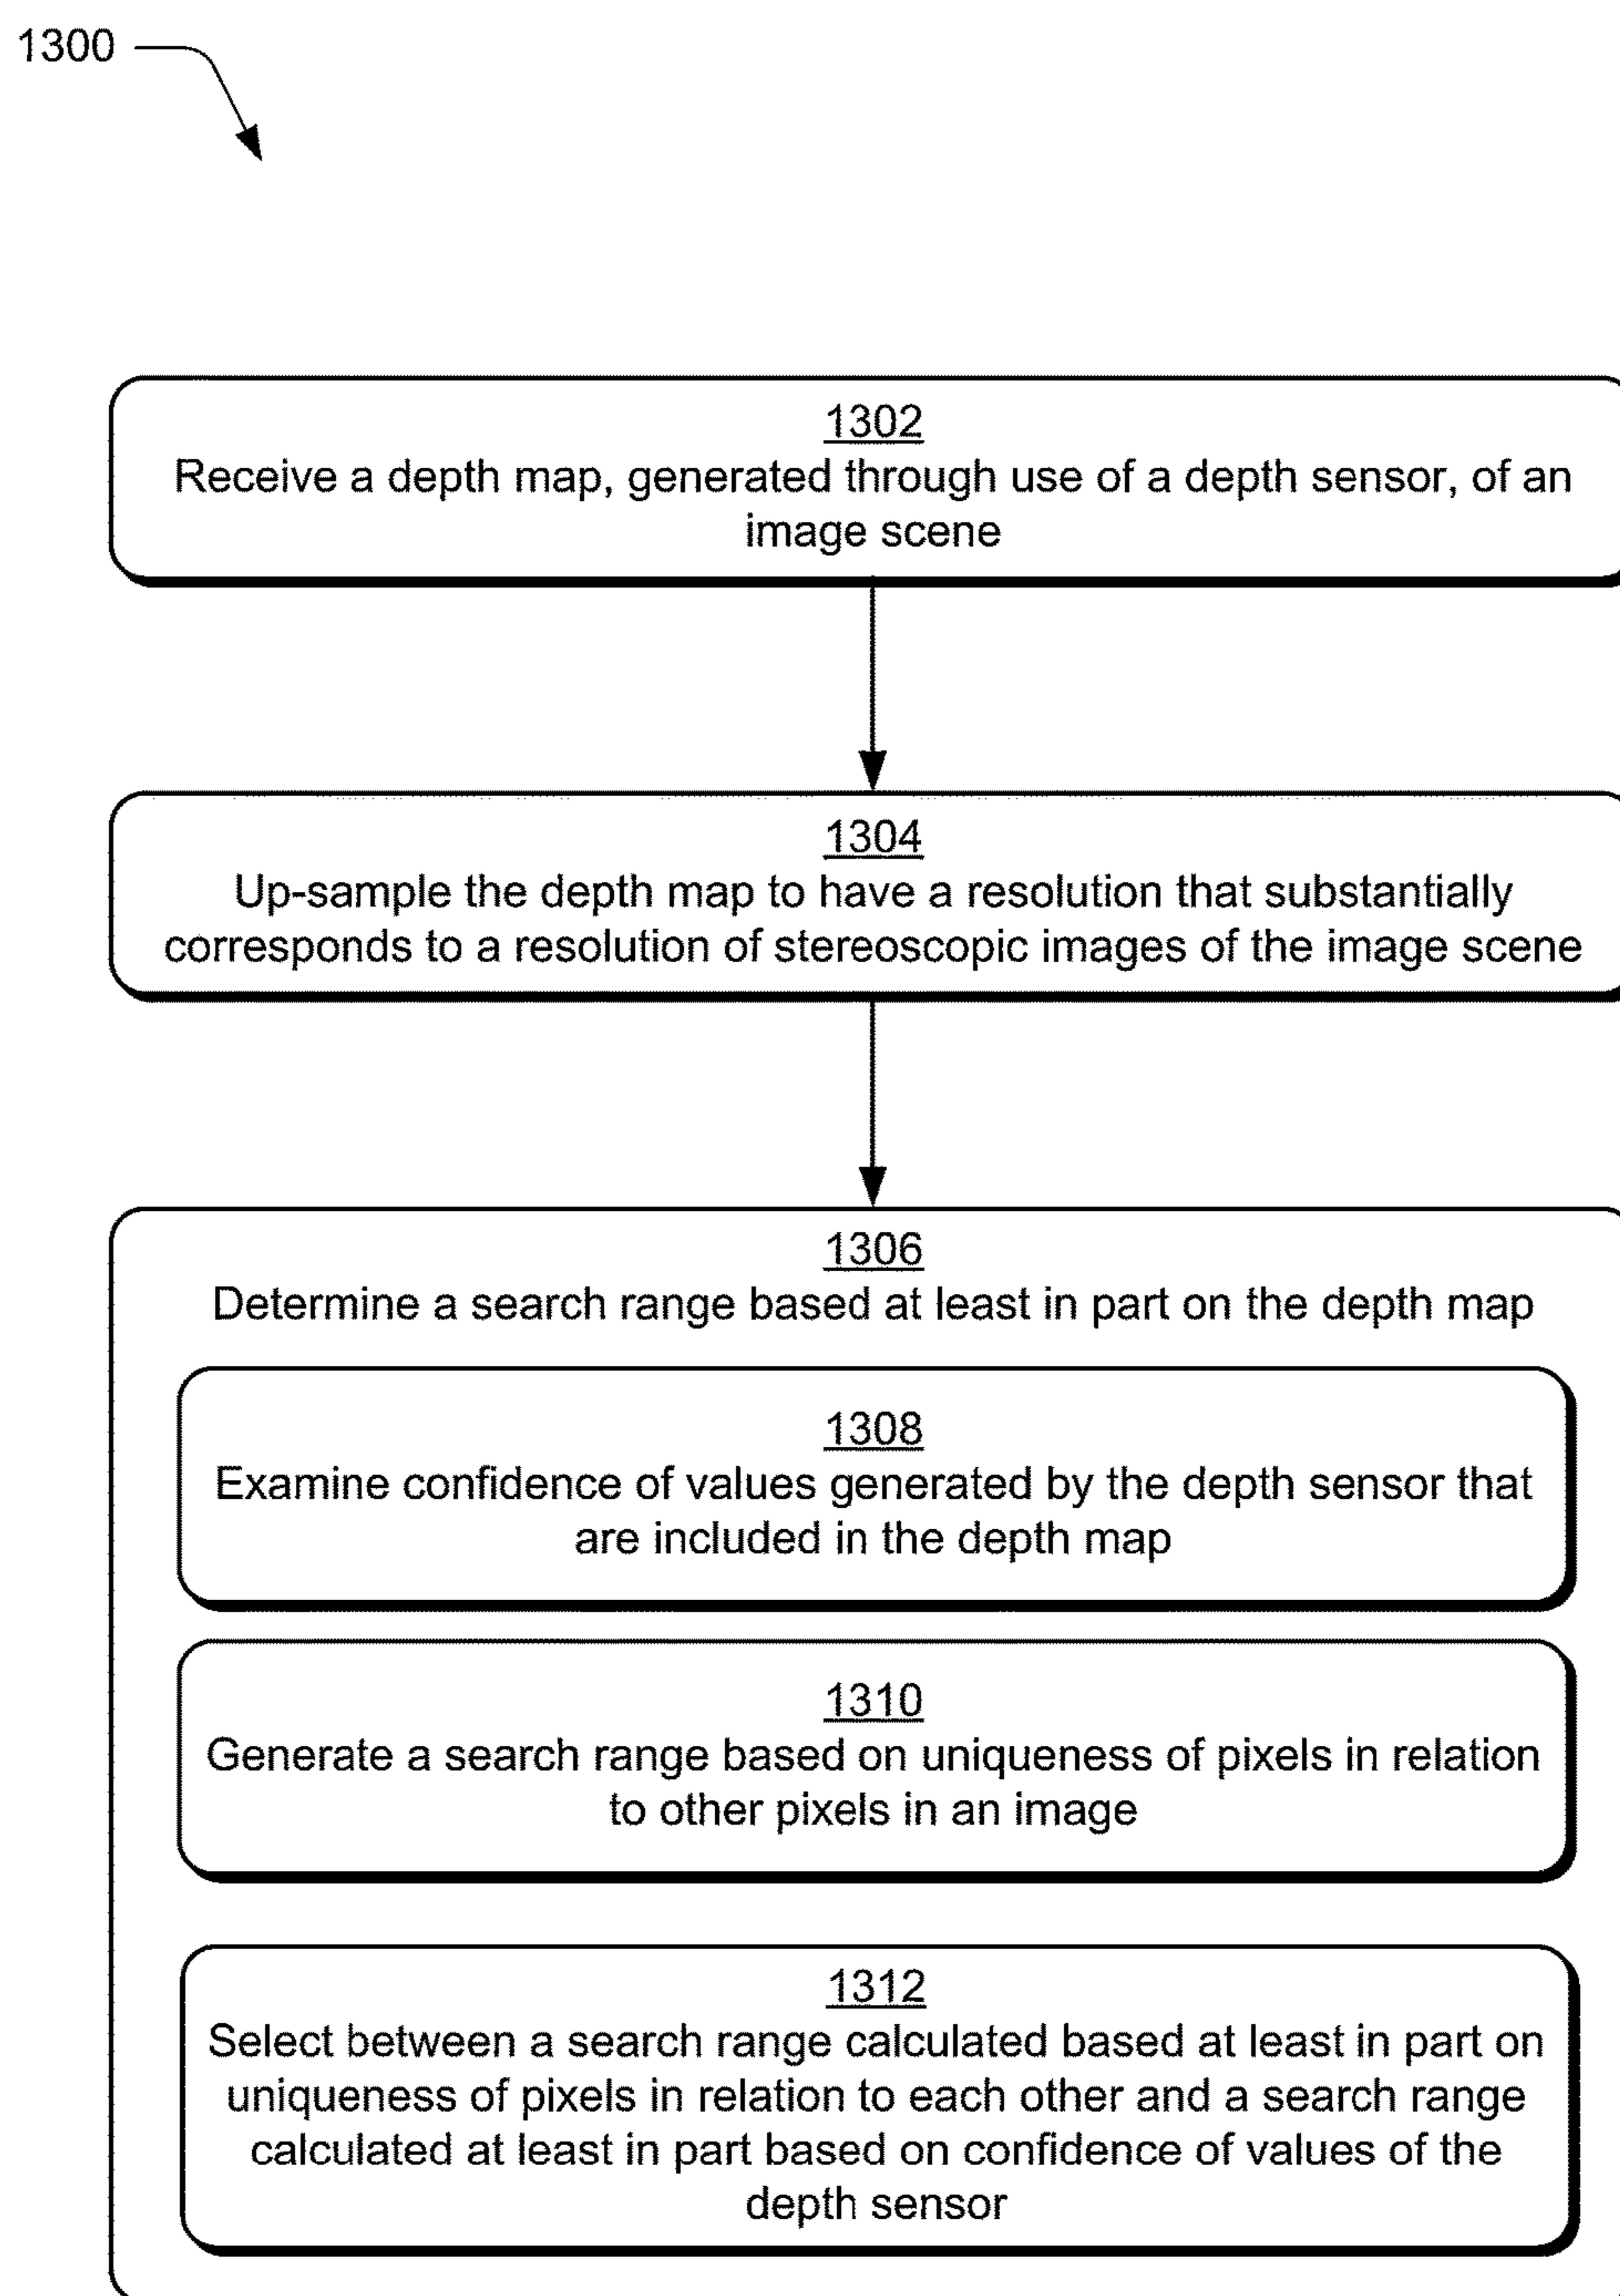 1300
1302
Receive a depth map, generated through use of a depth sensor, of an
image scene
1304
Up-sample the depth map to have a resolution that substantially
corresponds to a resolution of stereoscopic images of the image scene
1306
Determine a search range based at least in part on the depth map
1308
Examine confidence of values generated by the depth sensor that
are included in the depth map
1310
Generate a search range based on uniqueness of pixels in relation
to other pixels in an image
1312
Select between a search range calculated based at least in part on
uniqueness of pixels in relation to each other and a search range
calculated at least in part based on confidence of values of the
depth sensor